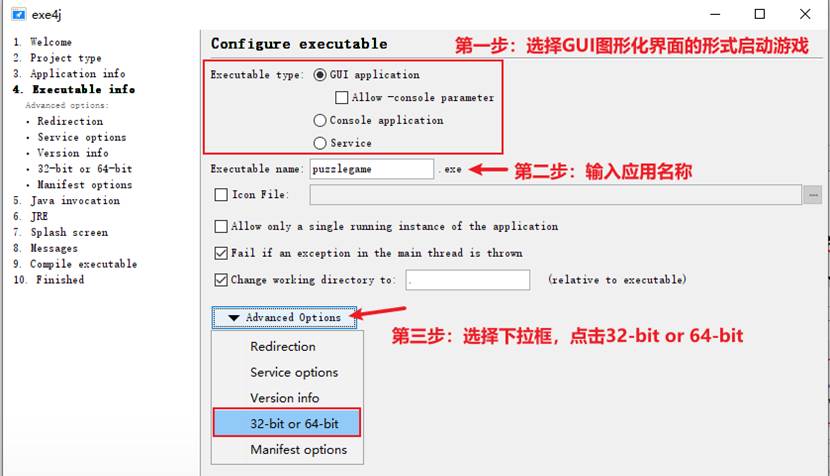 exe4j
1. Welcome
2. Project type
3. Application info
4. Executable info
Advanced options:
• Redirection
• Service options
• Version info
• 32-bit or 64-bit
• Manifest options
5. Java invocation
6. JRE
7. Splash screen
8. Messages
9. Compile executable
10. Finished
Configure executable
第一步：选择GUI图形化界面的形式启动游戏
Executable type: GUI application
Allow -console parameter
Console application
Service
Executable name: puzzlegame .exe
第二步：输入应用名称
Icon File: ...
Allow only a single running instance of the application
Fail if an exception in the main thread is thrown
Change working directory to: . (relative to executable)
Advanced Options
第三步：选择下拉框，点击32-bit or 64-bit
Redirection
Service options
Version info
32-bit or 64-bit
Manifest options